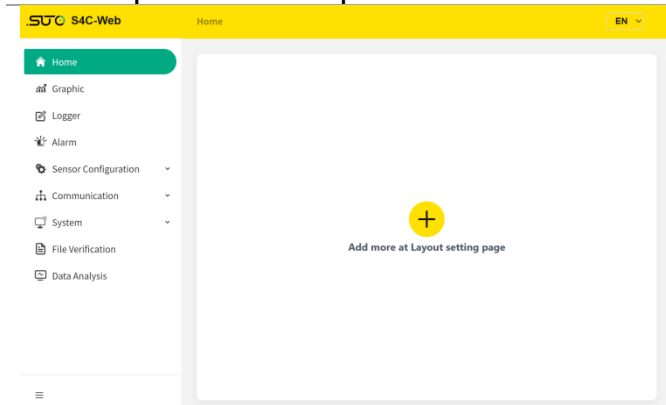 .SUTO S4C-Web
Home
EN
Home
Graphic
Logger
Alarm
Sensor Configuration
Communication
System
File Verification
Data Analysis
Add more at Layout setting page